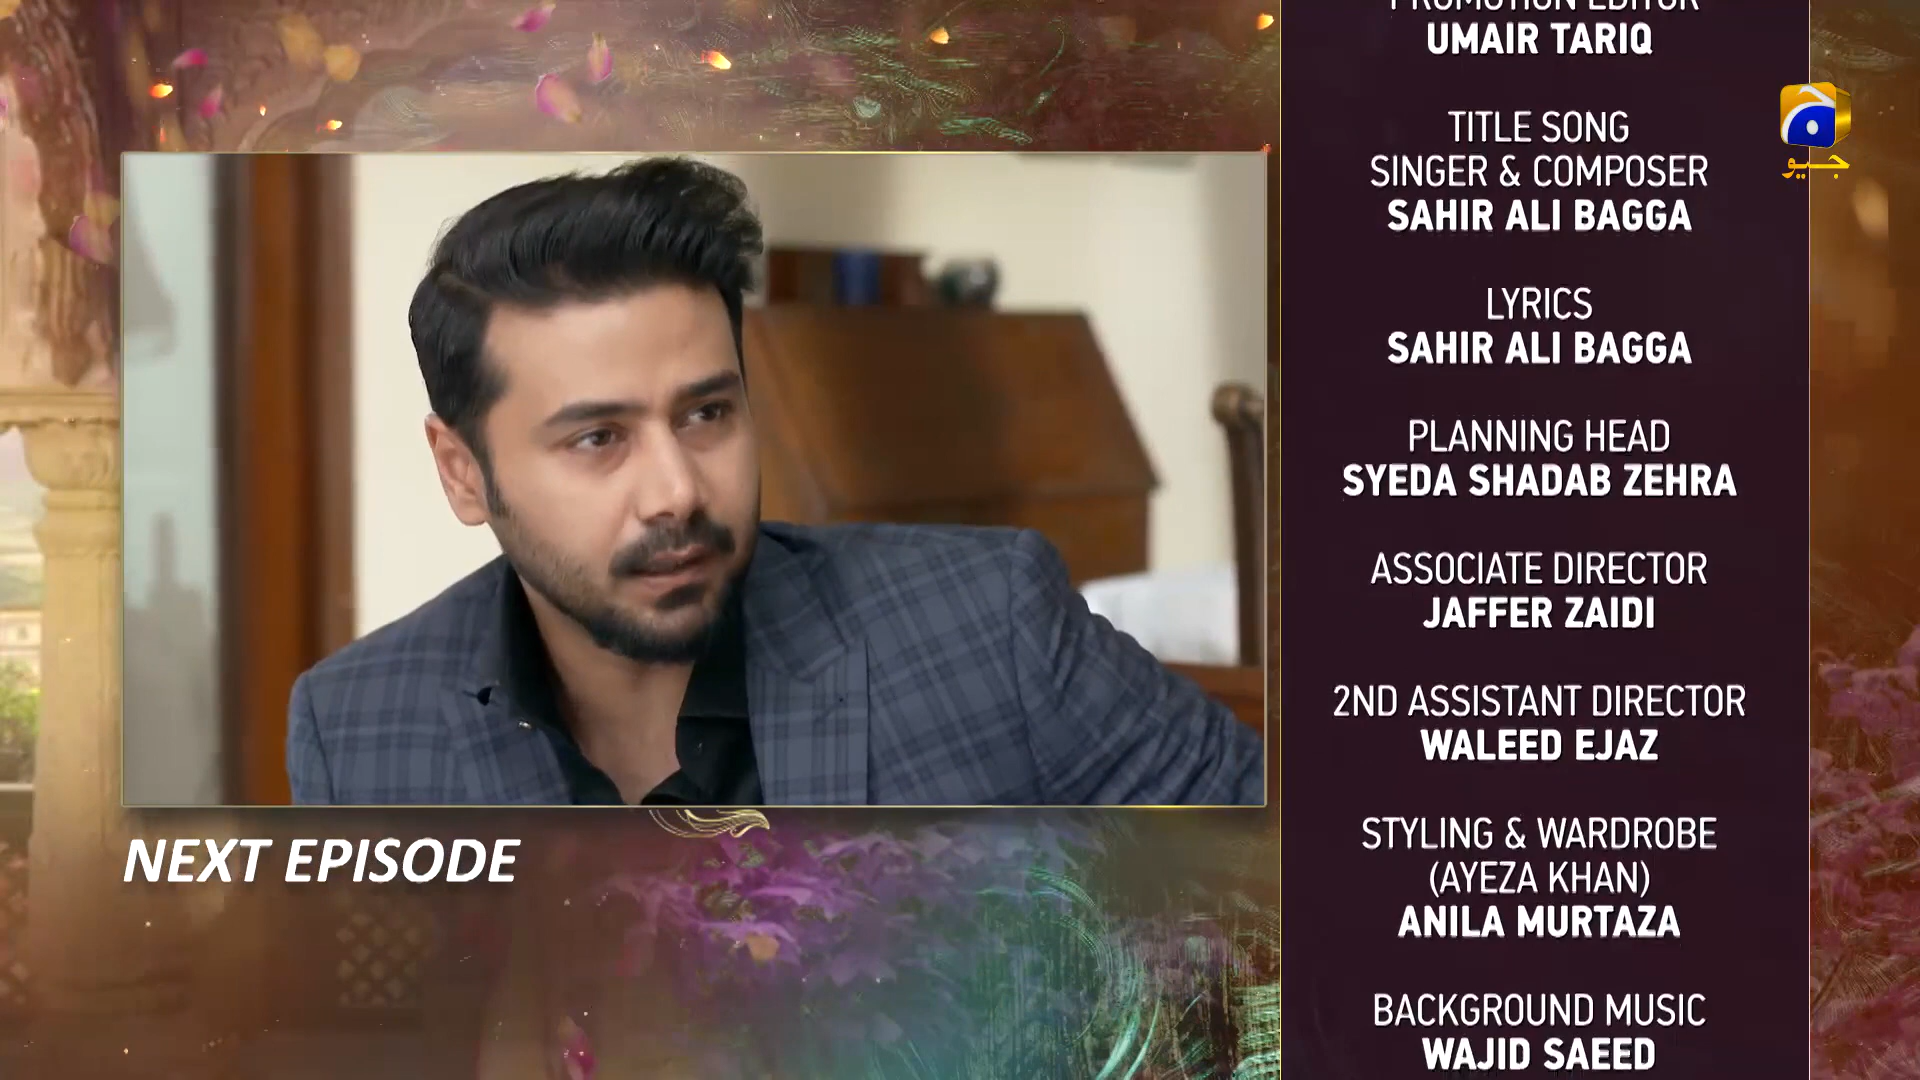 PROMOTION EDITOR
UMAIR TARIQ
TITLE SONG
SINGER & COMPOSER
SAHIR ALI BAGGA
LYRICS
SAHIR ALI BAGGA
PLANNING HEAD
SYEDA SHADAB ZEHRA
ASSOCIATE DIRECTOR
JAFFER ZAIDI
2ND ASSISTANT DIRECTOR
WALEED EJAZ
STYLING & WARDROBE
(AYEZA KHAN)
ANILA MURTAZA
BACKGROUND MUSIC
WAJID SAEED
NEXT EPISODE
جیو